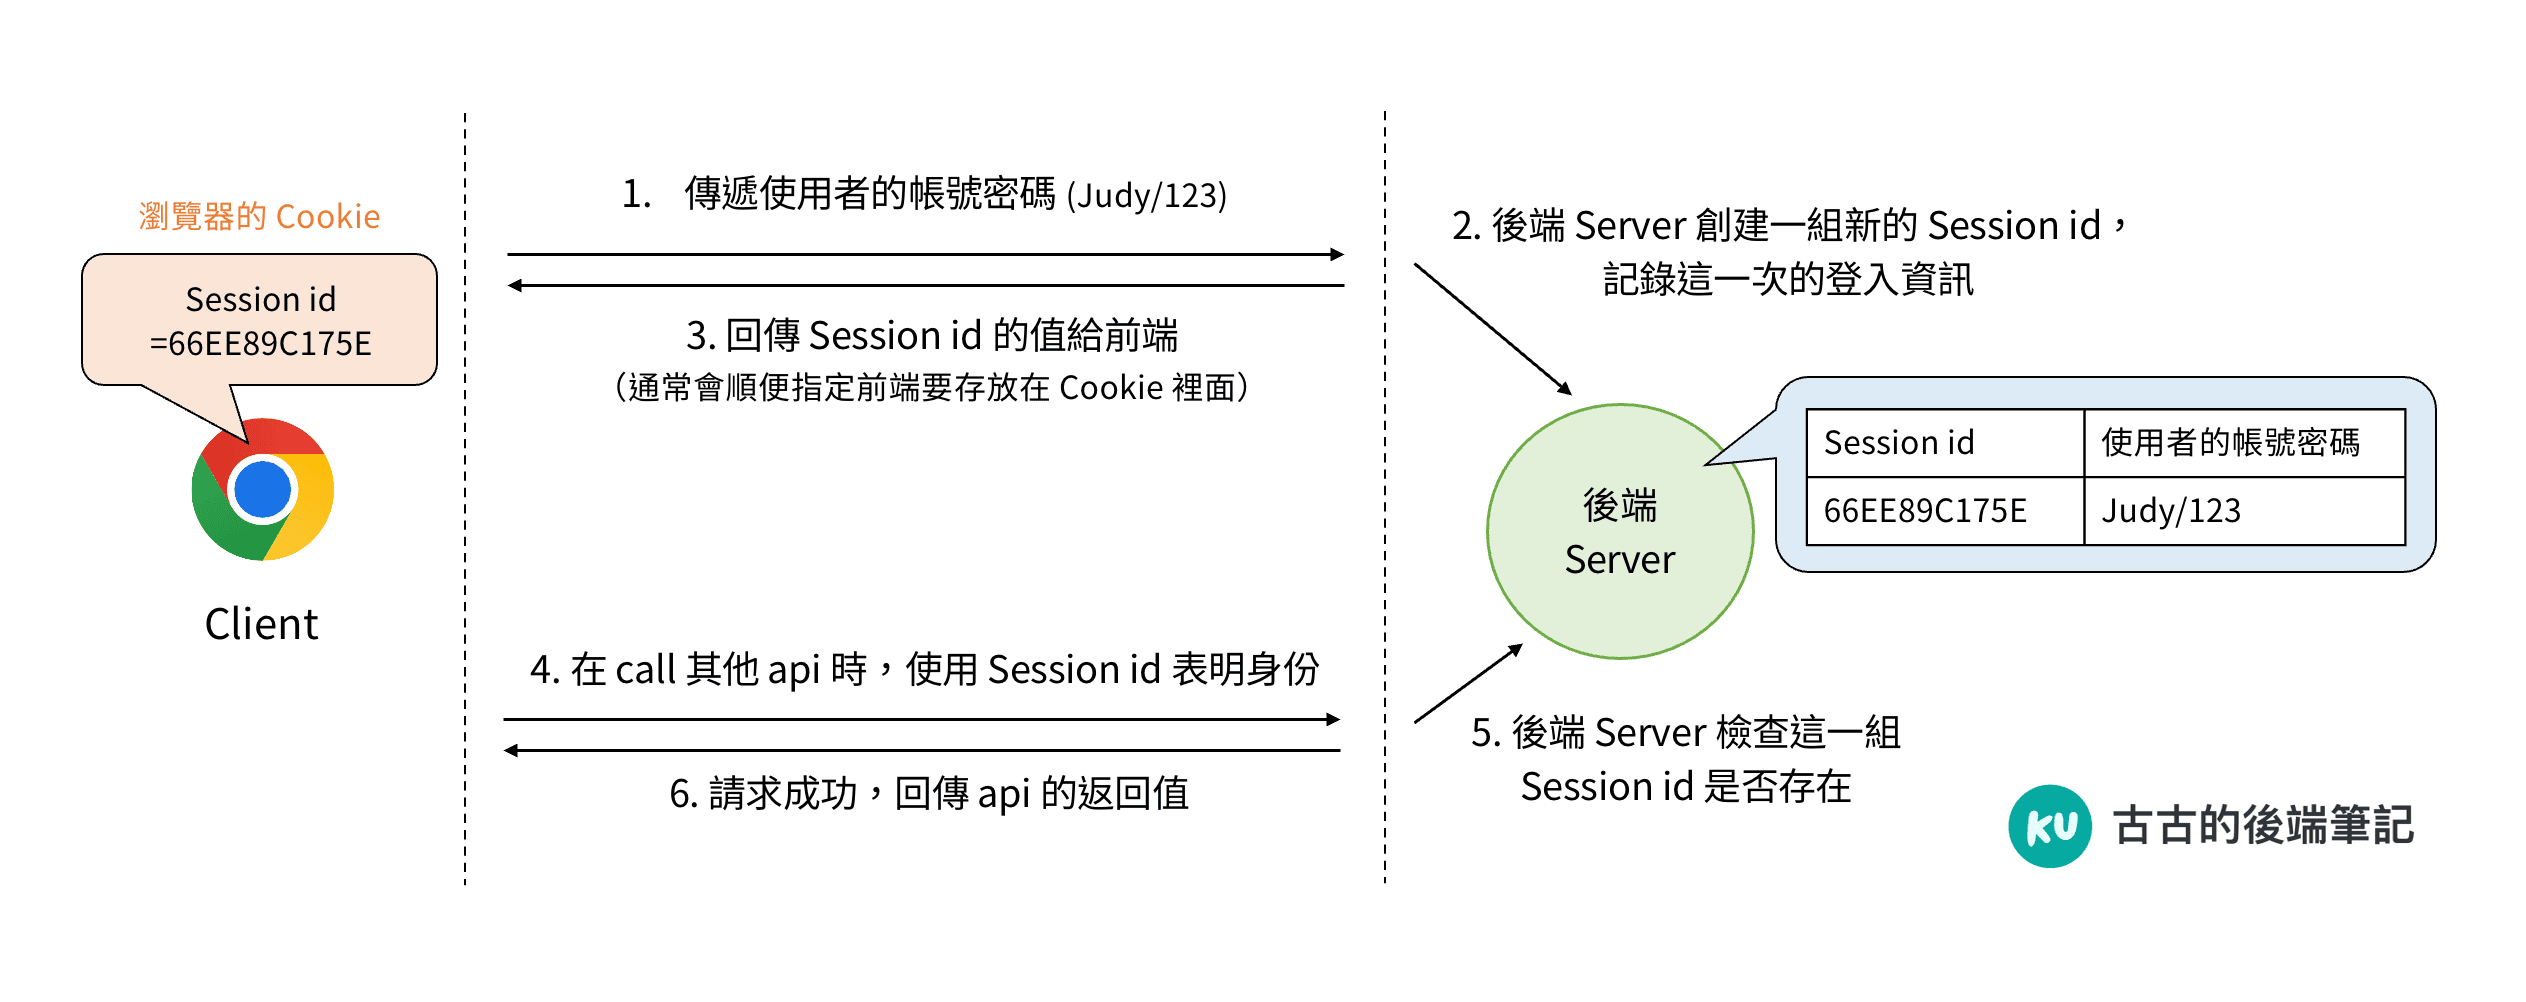 瀏覽器的 Cookie
Session id
=66EE89C175E
Client
1. 傳遞使用者的帳號密碼 (Judy/123)
3. 回傳 Session id 的值給前端
（通常會順便指定前端要存放在 Cookie 裡面）
4. 在 call 其他 api 時，使用 Session id 表明身份
6. 請求成功，回傳 api 的返回值
2. 後端 Server 創建一組新的 Session id，
記錄這一次的登入資訊
後端
Server
Session id 使用者的帳號密碼
66EE89C175E Judy/123
5. 後端 Server 檢查這一組
Session id 是否存在
KU 古古的後端筆記